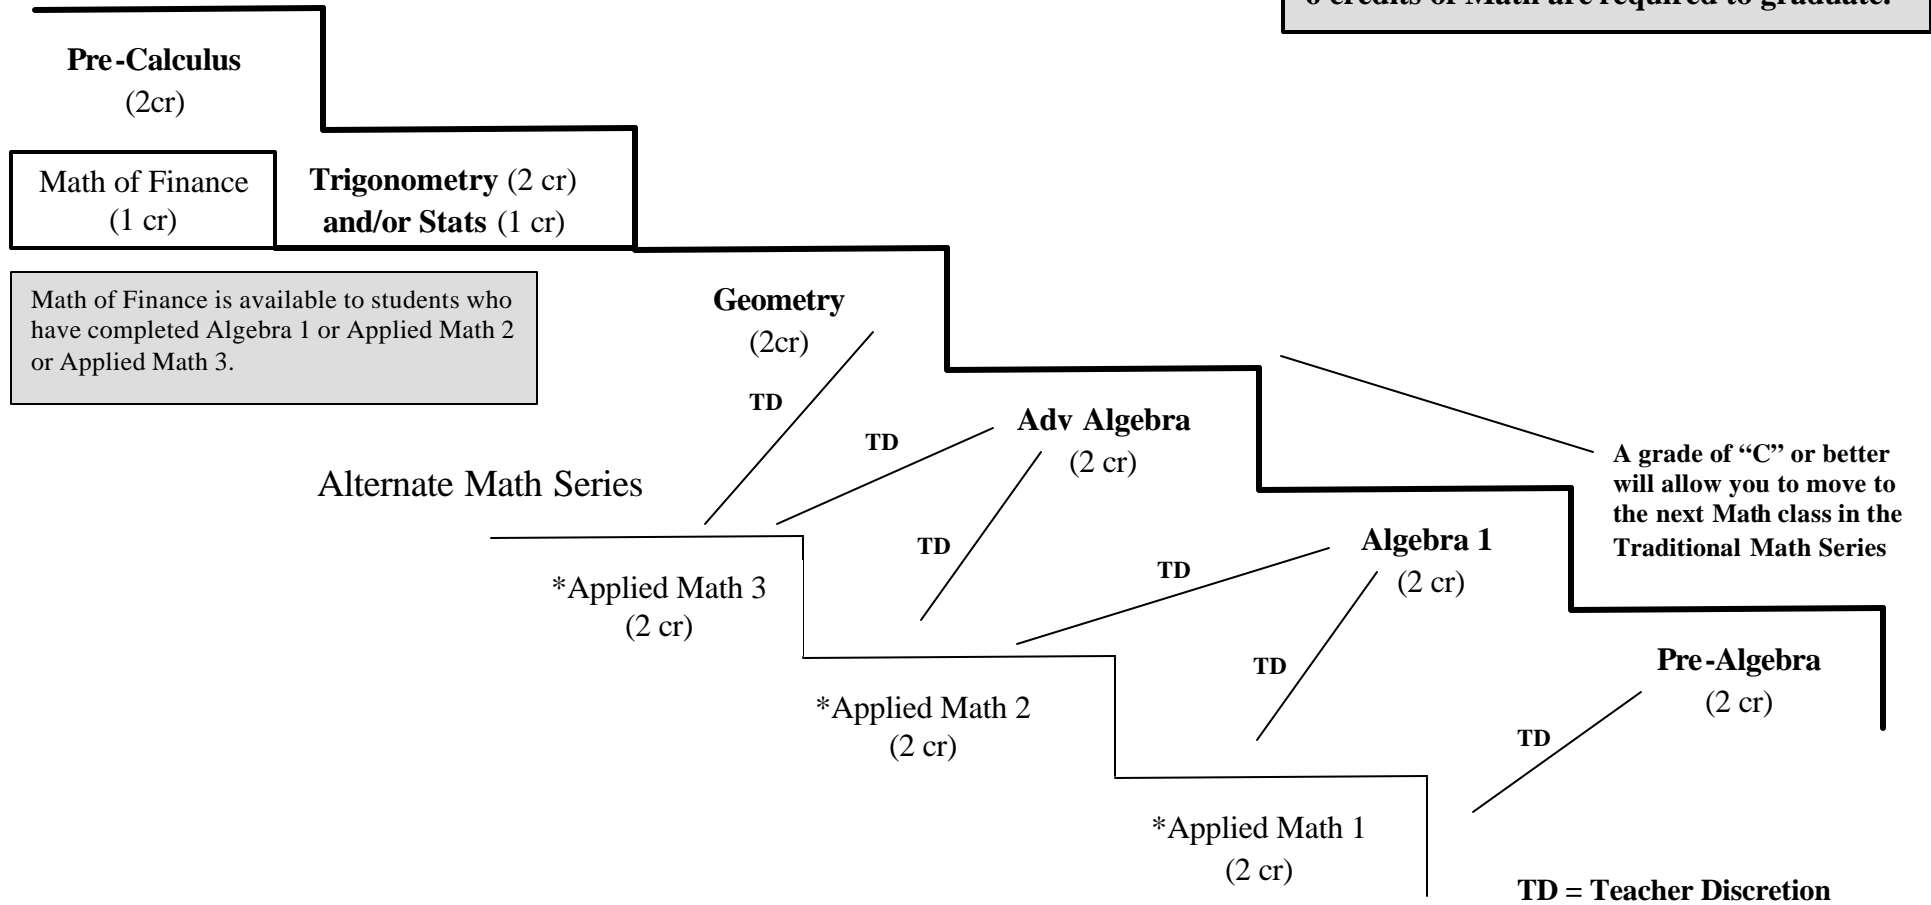 credits of Math are required to graduate.
Pre-Calculus
(2cr)
Math of Finance
(1 cr)
Trigonometry (2 cr)
and/or Stats (1 cr)
Math of Finance is available to students who
have completed Algebra 1 or Applied Math 2
or Applied Math 3.
Geometry
(2cr)
TD
TD
Adv Algebra
(2 cr)
A grade of “C” or better
will allow you to move to
the next Math class in the
Traditional Math Series
Alternate Math Series
TD
TD
Algebra 1
(2 cr)
*Applied Math 3
(2 cr)
TD
Pre-Algebra
(2 cr)
*Applied Math 2
(2 cr)
TD
*Applied Math 1
(2 cr)
TD = Teacher Discretion